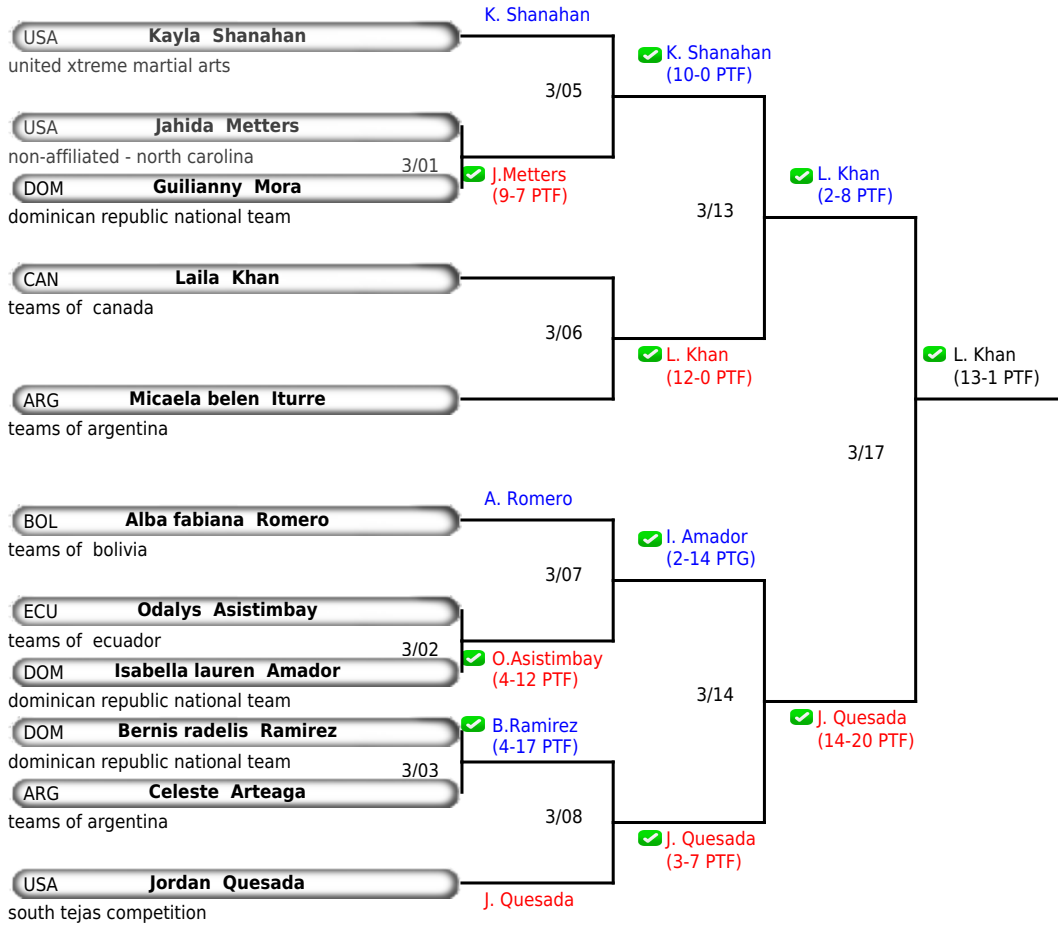 K. Shanahan
USA Kayla Shanahan
united xtreme martial arts
K. Shanahan
(10-0 PTF)
3/05
USA Jahida Metters
non-affiliated - north carolina
3/01
J.Metters
(9-7 PTF)
DOM Guilianny Mora
dominican republic national team
L. Khan
(2-8 PTF)
3/13
CAN Laila Khan
teams of canada
3/06
L. Khan
(12-0 PTF)
L. Khan
(13-1 PTF)
ARG Micaela belen Iturre
teams of argentina
3/17
A. Romero
BOL Alba fabiana Romero
teams of bolivia
I. Amador
(2-14 PTG)
3/07
ECU Odalys Asistimbay
teams of ecuador
3/02
O.Asistimbay
(4-12 PTF)
DOM Isabella lauren Amador
dominican republic national team
3/14
J. Quesada
(14-20 PTF)
B.Ramirez
(4-17 PTF)
DOM Bernis radelis Ramirez
dominican republic national team
3/03
ARG Celeste Arteaga
teams of argentina
3/08
J. Quesada
(3-7 PTF)
USA Jordan Quesada
J. Quesada
south tejas competition